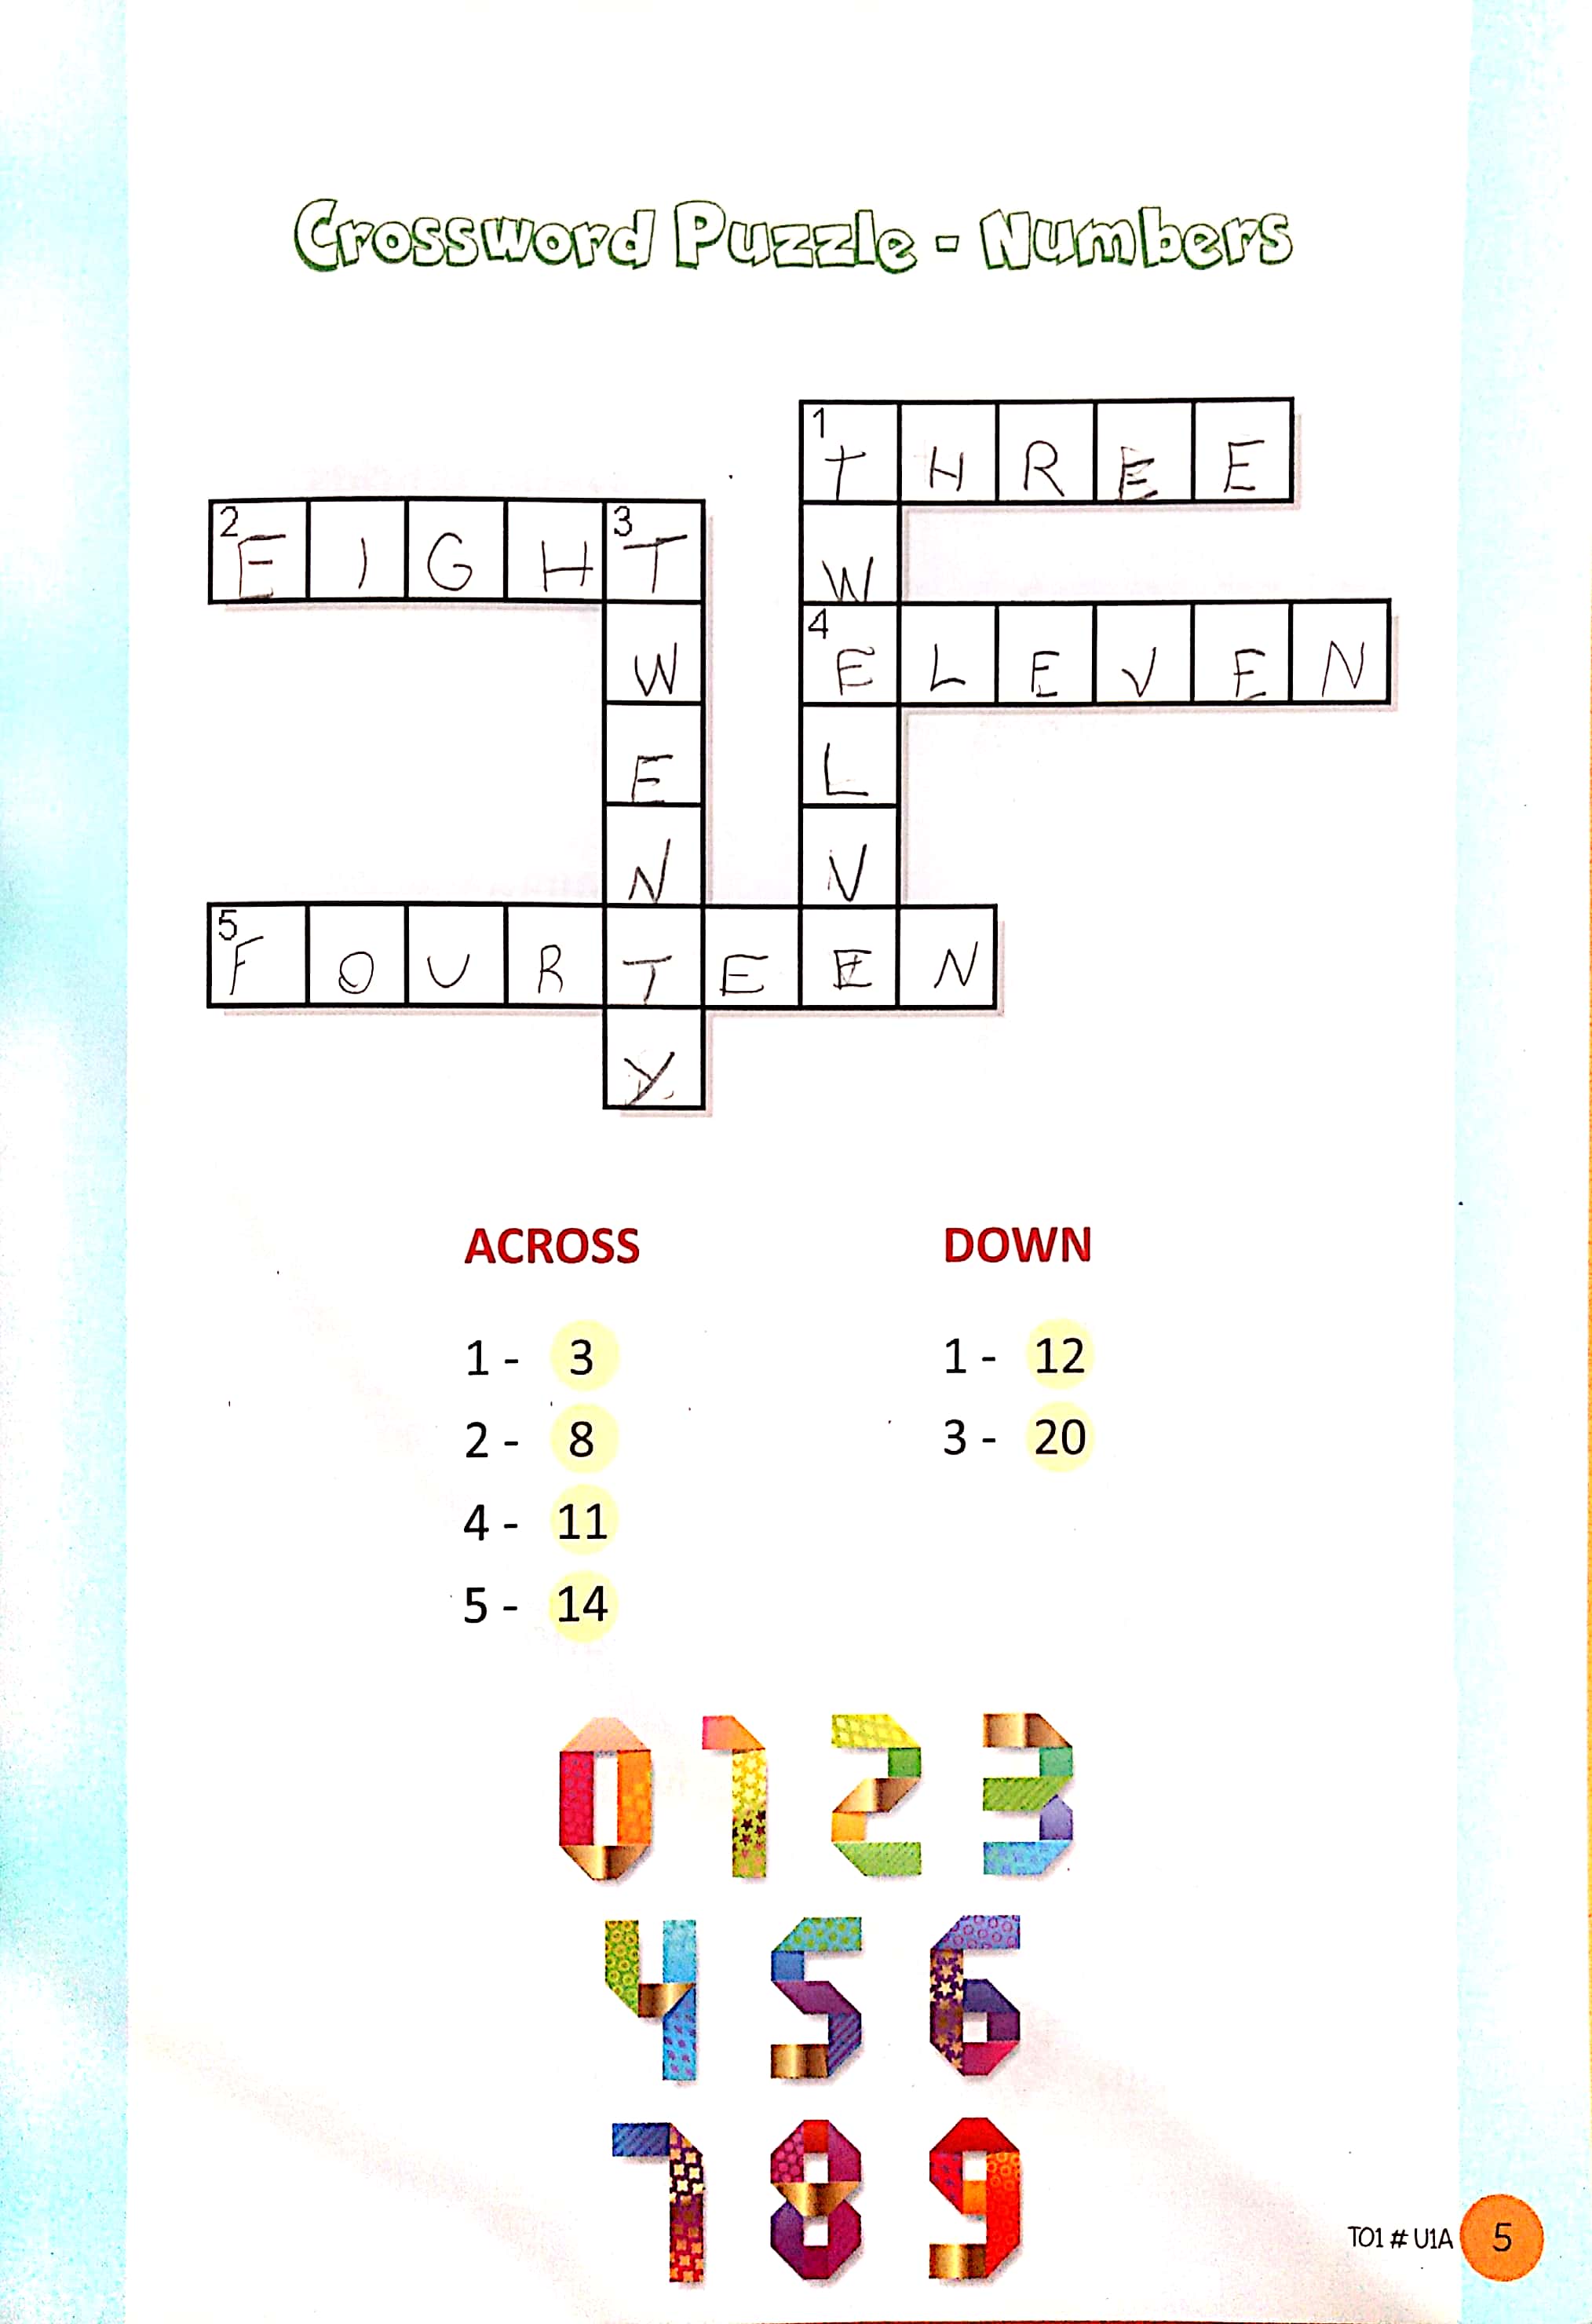 Crossword Puzzle - Numbers
1 T H R E E
2 E I G H 3 T W
W 4 E L E V E N
E L
N V
5 F O U R T E E N
Y
ACROSS DOWN
1 - 3 1 - 12
2 - 8 3 - 20
4 - 11
5 - 14
0 1 2 3
4 5 6
7 8 9
TO1 # U1A 5